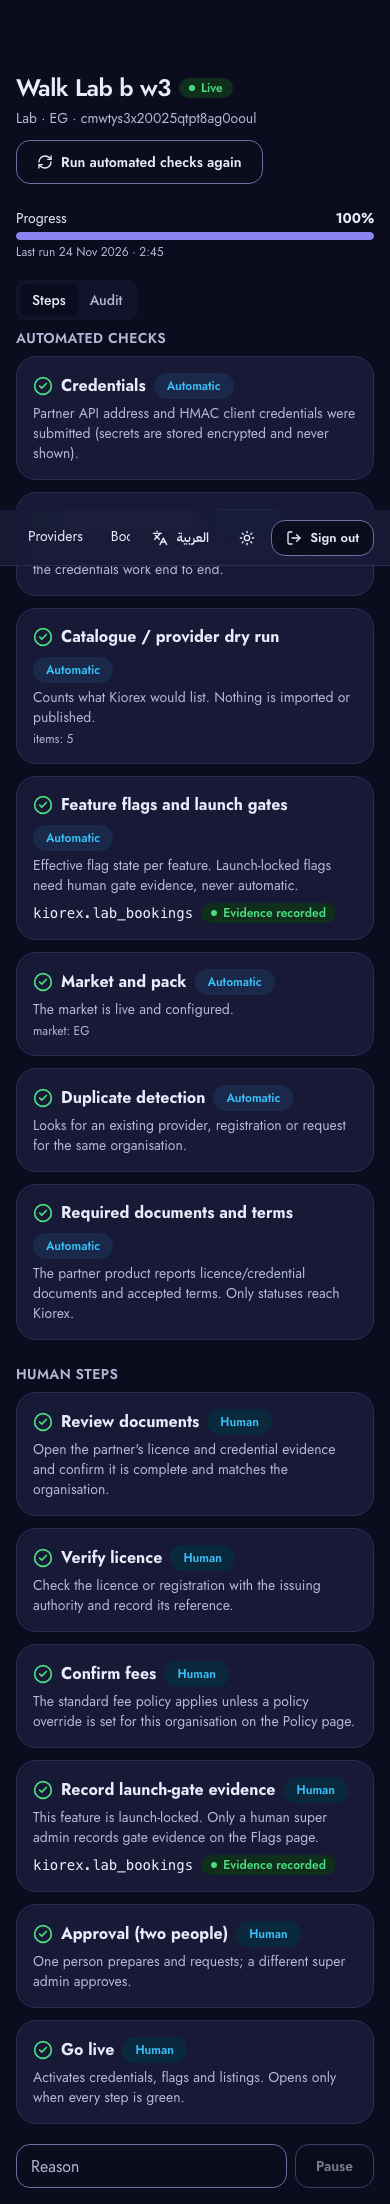 Walk Lab b w3
Live
Lab · EG · cmwtys3x20025qtpt8ag0ooul
Run automated checks again
Progress
100%
Last run 24 Nov 2026 · 2:45
Steps
Audit
AUTOMATED CHECKS
Credentials
Automatic
Partner API address and HMAC client credentials were
submitted (secrets are stored encrypted and never
shown).
Providers
العربية
Sign out
the credentials work end to end.
Catalogue / provider dry run
Automatic
Counts what Kiorex would list. Nothing is imported or
published.
items: 5
Feature flags and launch gates
Automatic
Effective flag state per feature. Launch-locked flags
need human gate evidence, never automatic.
kiorex.lab_bookings
Evidence recorded
Market and pack
Automatic
The market is live and configured.
market: EG
Duplicate detection
Automatic
Looks for an existing provider, registration or request
for the same organisation.
Required documents and terms
Automatic
The partner product reports licence/credential
documents and accepted terms. Only statuses reach
Kiorex.
HUMAN STEPS
Review documents
Human
Open the partner's licence and credential evidence
and confirm it is complete and matches the
organisation.
Verify licence
Human
Check the licence or registration with the issuing
authority and record its reference.
Confirm fees
Human
The standard fee policy applies unless a policy
override is set for this organisation on the Policy page.
Record launch-gate evidence
Human
This feature is launch-locked. Only a human super
admin records gate evidence on the Flags page.
kiorex.lab_bookings
Evidence recorded
Approval (two people)
Human
One person prepares and requests; a different super
admin approves.
Go live
Human
Activates credentials, flags and listings. Opens only
when every step is green.
Reason
Pause